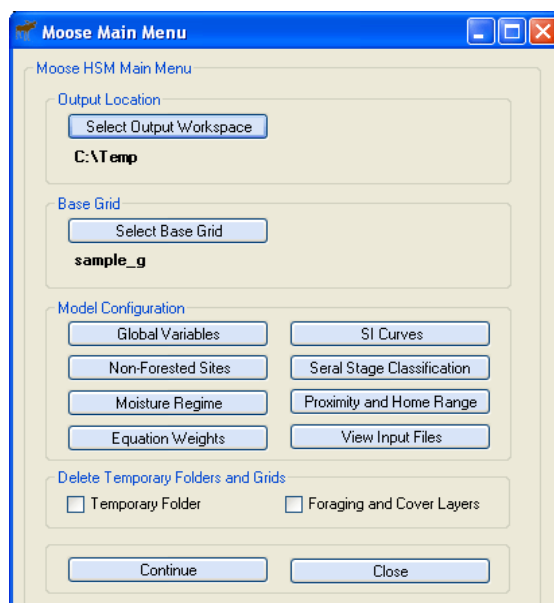 Moose Main Menu
Moose HSM Main Menu
Output Location
Select Output Workspace
C:\Temp
Base Grid
Select Base Grid
sample_g
Model Configuration
Global Variables
SI Curves
Non-Forested Sites
Seral Stage Classification
Moisture Regime
Proximity and Home Range
Equation Weights
View Input Files
Delete Temporary Folders and Grids
Temporary Folder
Foraging and Cover Layers
Continue
Close